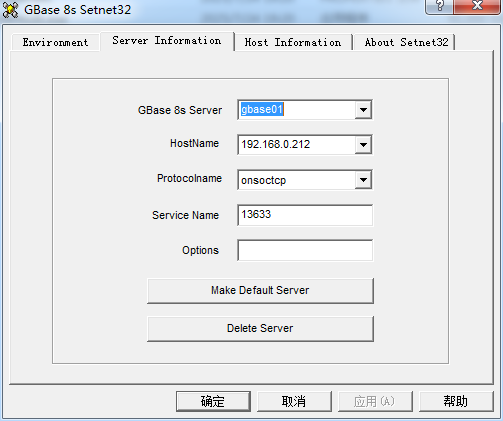 GBase 8s Setnet32
Environment Server Information Host Information About Setnet32
GBase 8s Server gbase01
HostName 192.168.0.212
Protocolname onsoctcp
Service Name 13633
Options
Make Default Server
Delete Server
确定 取消 应用(A) 帮助